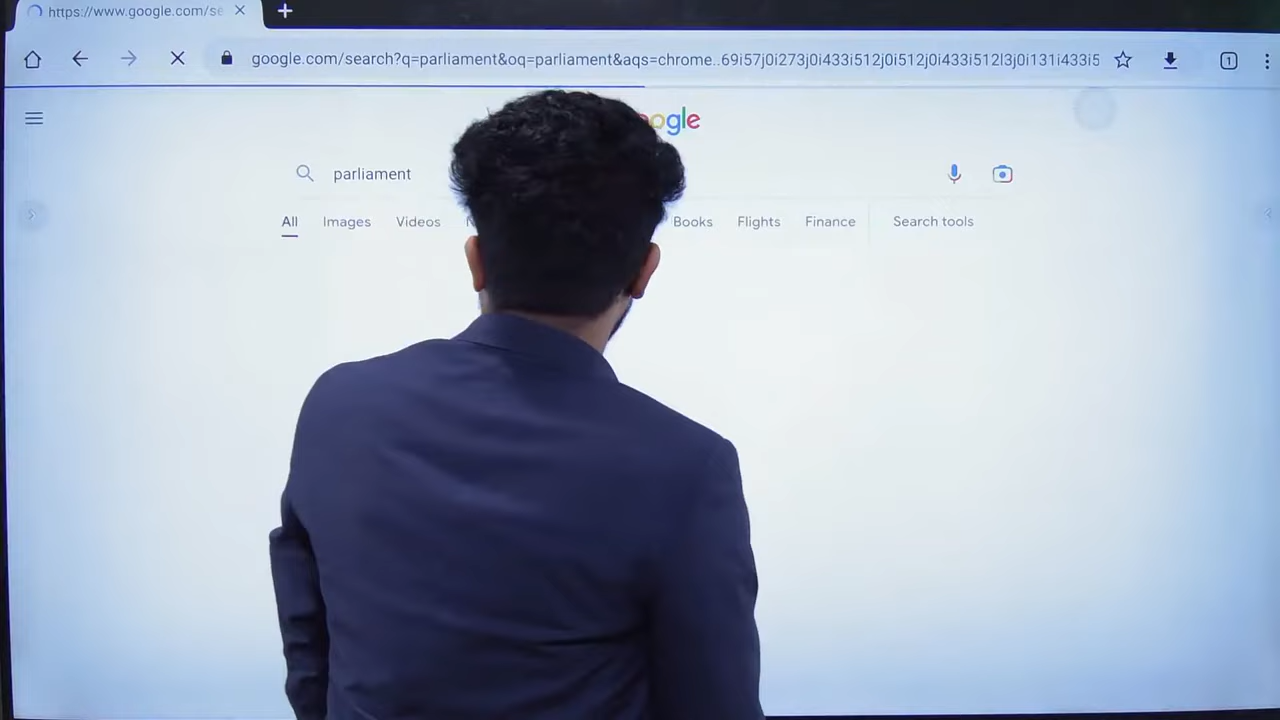 https://www.google.com/se
google.com/search?q=parliament&oq=parliament&aqs=chrome..69i57j0i273j0i433i512j0i512j0i433i512l3j0i131i433i5
1
ogle
parliament
All Images Videos Books Flights Finance Search tools